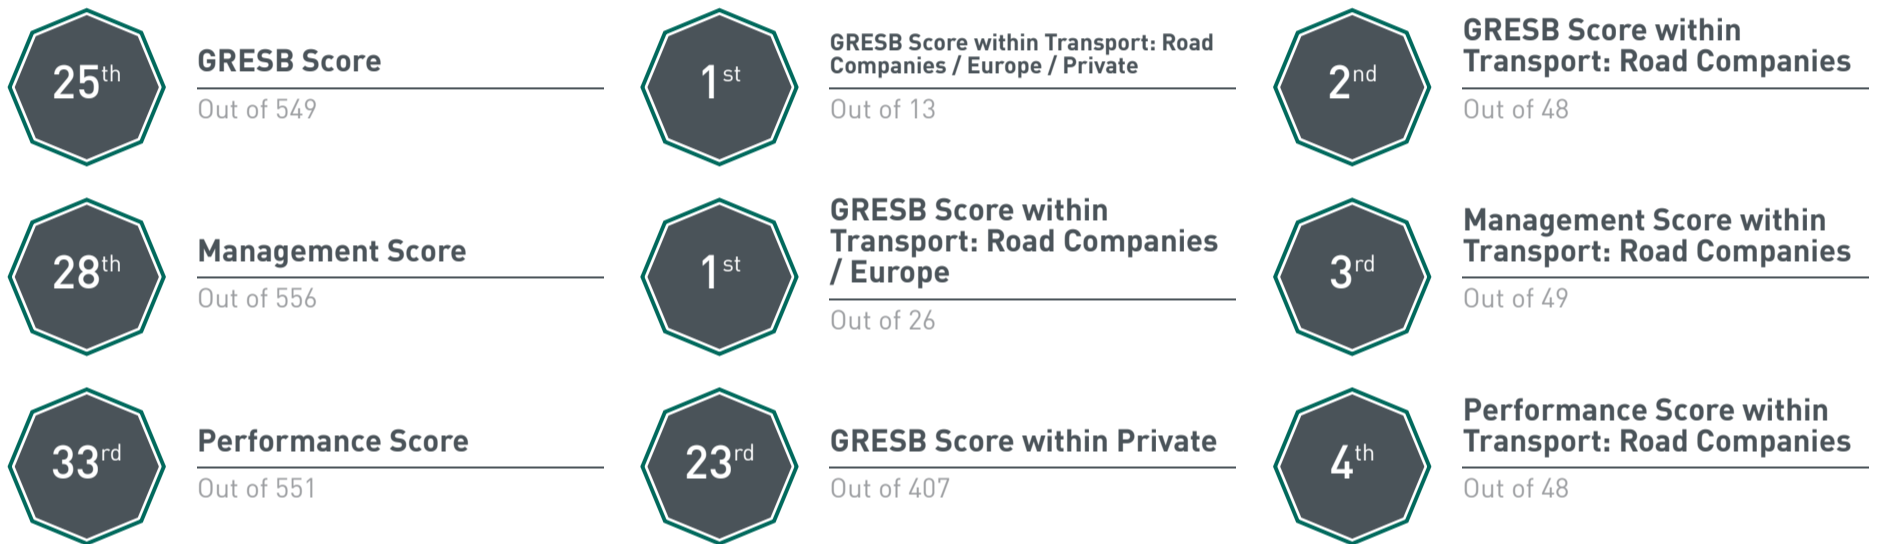 25th
GRESB Score
Out of 549
1st
GRESB Score within Transport: Road
Companies / Europe / Private
Out of 13
2nd
GRESB Score within
Transport: Road Companies
Out of 48
28th
Management Score
Out of 556
1st
GRESB Score within
Transport: Road Companies
/ Europe
Out of 26
3rd
Management Score within
Transport: Road Companies
Out of 49
33rd
Performance Score
Out of 551
23rd
GRESB Score within Private
Out of 407
4th
Performance Score within
Transport: Road Companies
Out of 48